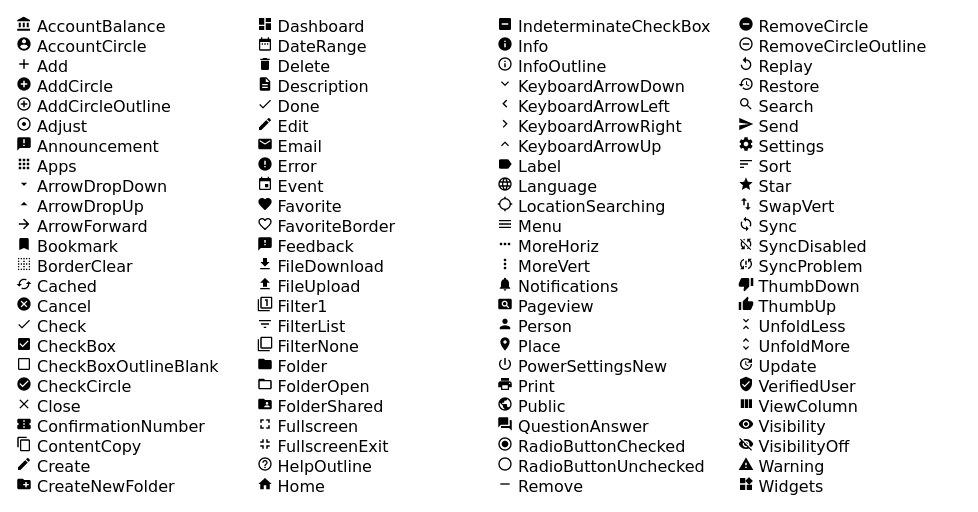 AccountBalance
AccountCircle
Add
AddCircle
AddCircleOutline
Adjust
Announcement
Apps
ArrowDropDown
ArrowDropUp
ArrowForward
Bookmark
BorderClear
Cached
Cancel
Check
CheckBox
CheckBoxOutlineBlank
CheckCircle
Close
ConfirmationNumber
ContentCopy
Create
CreateNewFolder
Dashboard
DateRange
Delete
Description
Done
Edit
Email
Error
Event
Favorite
FavoriteBorder
Feedback
FileDownload
FileUpload
Filter1
FilterList
FilterNone
Folder
FolderOpen
FolderShared
Fullscreen
FullscreenExit
HelpOutline
Home
IndeterminateCheckBox
Info
InfoOutline
KeyboardArrowDown
KeyboardArrowLeft
KeyboardArrowRight
KeyboardArrowUp
Label
Language
LocationSearching
Menu
MoreHoriz
MoreVert
Notifications
Pageview
Person
Place
PowerSettingsNew
Print
Public
QuestionAnswer
RadioButtonChecked
RadioButtonUnchecked
Remove
RemoveCircle
RemoveCircleOutline
Replay
Restore
Search
Send
Settings
Sort
Star
SwapVert
Sync
SyncDisabled
SyncProblem
ThumbDown
ThumbUp
UnfoldLess
UnfoldMore
Update
VerifiedUser
ViewColumn
Visibility
VisibilityOff
Warning
Widgets